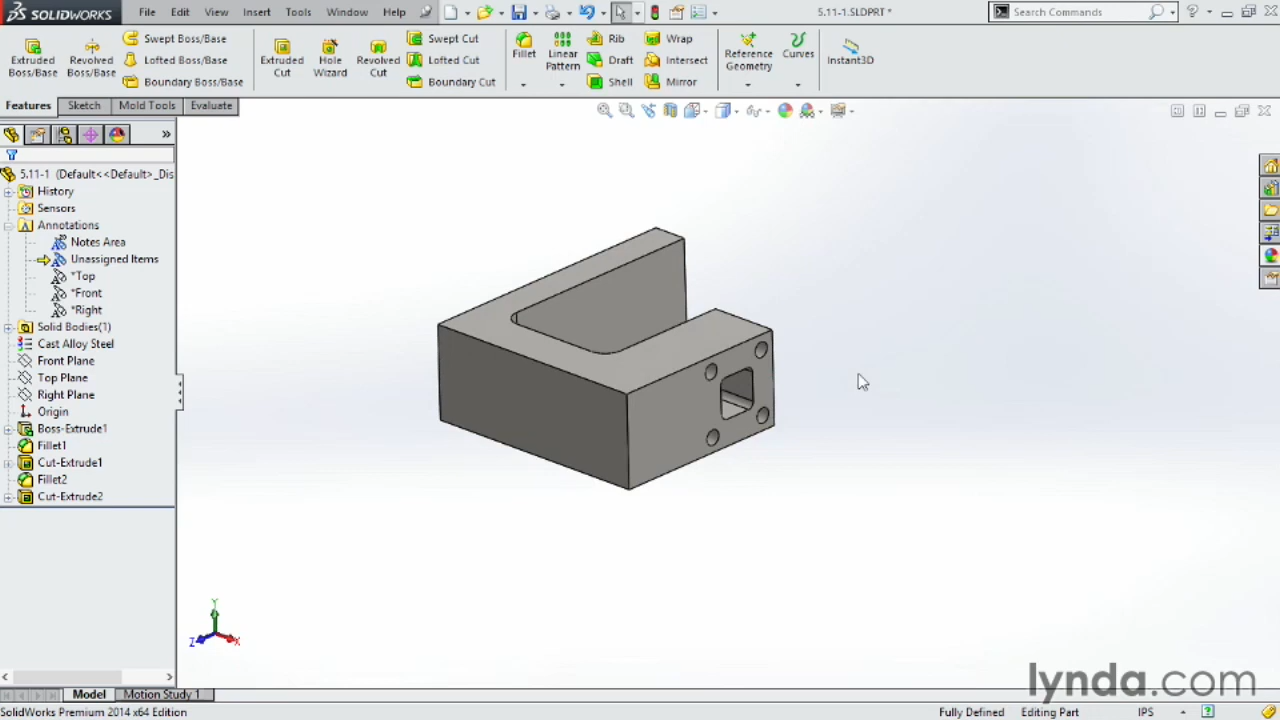 SOLIDWORKS File Edit View Insert Tools Window Help 5.11-1.SLDPRT * Search Commands
Extruded Boss/Base
Revolved Boss/Base
Swept Boss/Base
Lofted Boss/Base
Boundary Boss/Base
Extruded Cut
Hole Wizard
Revolved Cut
Swept Cut
Lofted Cut
Boundary Cut
Fillet
Linear Pattern
Rib
Draft
Shell
Wrap
Intersect
Mirror
Reference Geometry
Curves
Instant3D
Features Sketch Mold Tools Evaluate
5.11-1 (Default<<Default>_Dis
History
Sensors
Annotations
Notes Area
Unassigned Items
*Top
*Front
*Right
Solid Bodies(1)
Cast Alloy Steel
Front Plane
Top Plane
Right Plane
Origin
Boss-Extrude1
Fillet1
Cut-Extrude1
Fillet2
Cut-Extrude2
Y
Z X
lynda.com
Model Motion Study 1
SolidWorks Premium 2014 x64 Edition Fully Defined Editing Part IPS